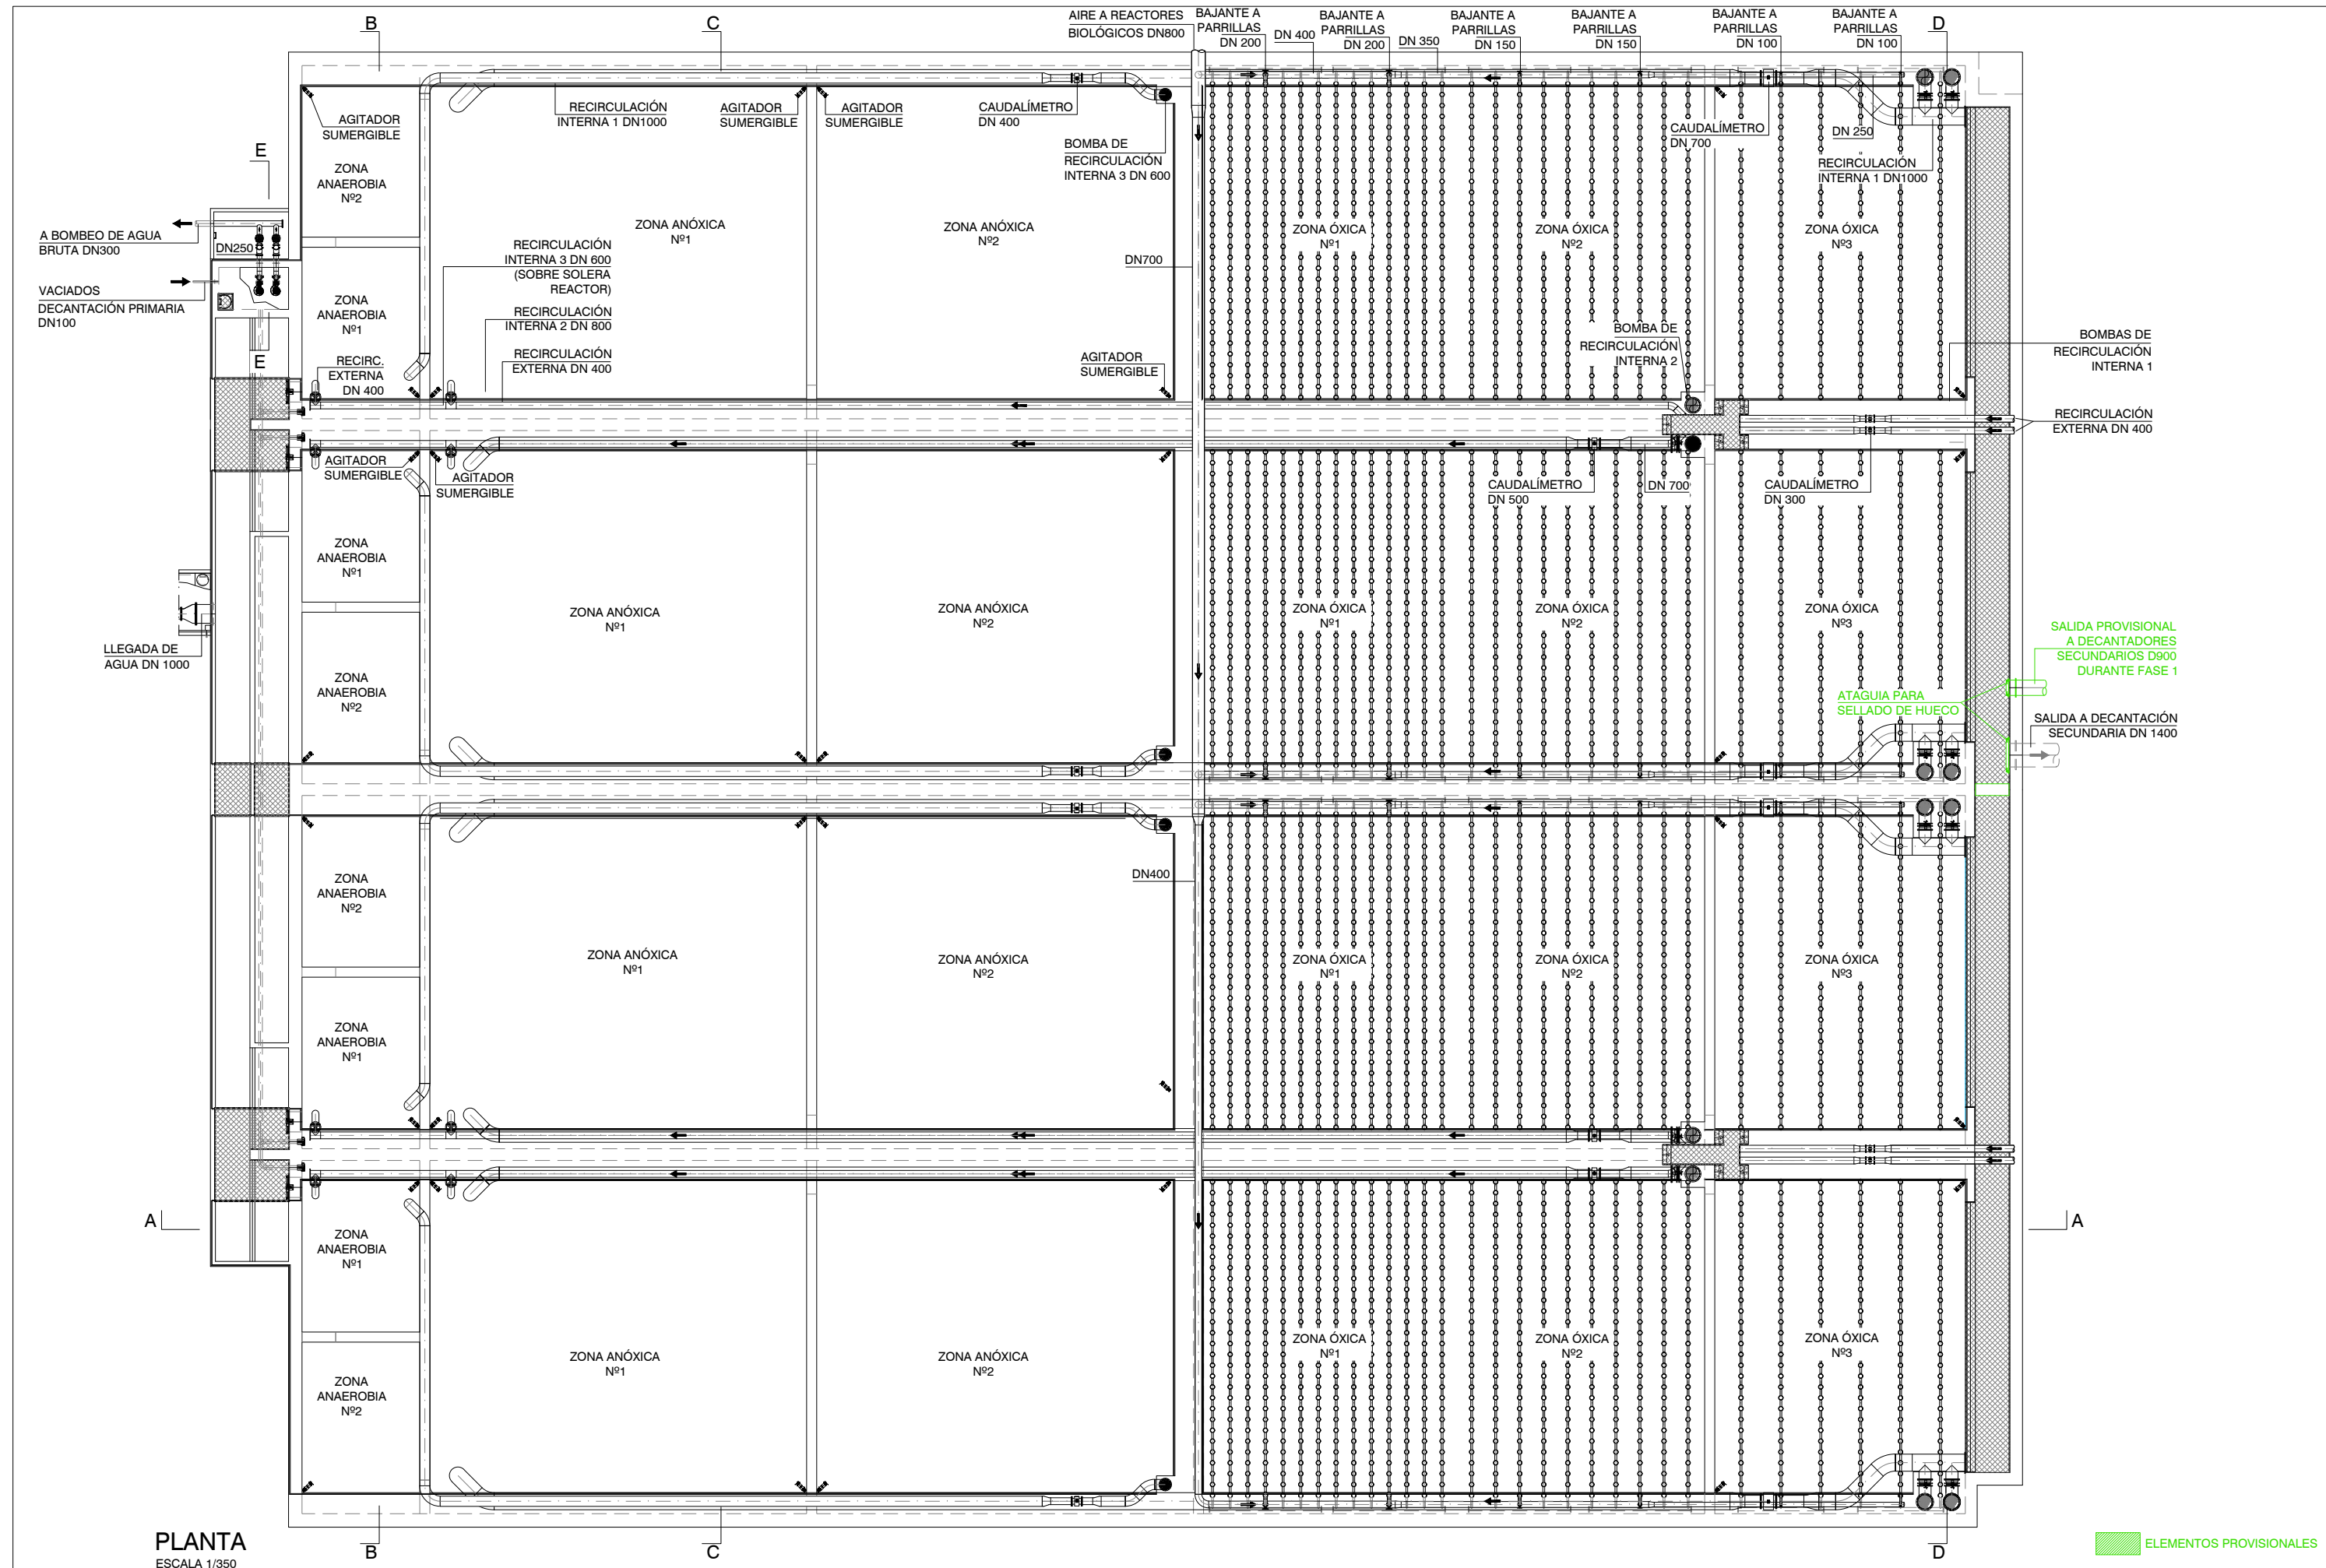 B
C
AIRE A REACTORES
BIOLÓGICOS DN800
BAJANTE A
PARRILLAS
DN 200
DN 400
BAJANTE A
PARRILLAS
DN 200
DN 350
BAJANTE A
PARRILLAS
DN 150
BAJANTE A
PARRILLAS
DN 150
BAJANTE A
PARRILLAS
DN 100
BAJANTE A
PARRILLAS
DN 100
D
AGITADOR
SUMERGIBLE
RECIRCULACIÓN
INTERNA 1 DN1000
AGITADOR
SUMERGIBLE
AGITADOR
SUMERGIBLE
CAUDALÍMETRO
DN 400
BOMBA DE
RECIRCULACIÓN
INTERNA 3 DN 600
CAUDALÍMETRO
DN 700
DN 250
RECIRCULACIÓN
INTERNA 1 DN1000
E
ZONA
ANAEROBIA
Nº2
ZONA ANÓXICA
Nº1
ZONA ANÓXICA
Nº2
ZONA ÓXICA
Nº1
ZONA ÓXICA
Nº2
ZONA ÓXICA
Nº3
A BOMBEO DE AGUA
BRUTA DN300
DN250
RECIRCULACIÓN
INTERNA 3 DN 600
(SOBRE SOLERA
REACTOR)
DN700
VACIADOS
DECANTACIÓN PRIMARIA
DN100
ZONA
ANAEROBIA
Nº1
RECIRCULACIÓN
INTERNA 2 DN 800
E
RECIRC.
EXTERNA
DN 400
RECIRCULACIÓN
EXTERNA DN 400
AGITADOR
SUMERGIBLE
BOMBA DE
RECIRCULACIÓN
INTERNA 2
BOMBAS DE
RECIRCULACIÓN
INTERNA 1
RECIRCULACIÓN
EXTERNA DN 400
AGITADOR
SUMERGIBLE
AGITADOR
SUMERGIBLE
CAUDALÍMETRO
DN 500
DN 700
CAUDALÍMETRO
DN 300
ZONA
ANAEROBIA
Nº1
ZONA ANÓXICA
Nº1
ZONA ANÓXICA
Nº2
ZONA ÓXICA
Nº1
ZONA ÓXICA
Nº2
ZONA ÓXICA
Nº3
LLEGADA DE
AGUA DN 1000
ZONA
ANAEROBIA
Nº2
SALIDA PROVISIONAL
A DECANTADORES
SECUNDARIOS D900
DURANTE FASE 1
ATAGUIA PARA
SELLADO DE HUECO
SALIDA A DECANTACIÓN
SECUNDARIA DN 1400
DN400
ZONA
ANAEROBIA
Nº2
ZONA ANÓXICA
Nº1
ZONA ANÓXICA
Nº2
ZONA ÓXICA
Nº1
ZONA ÓXICA
Nº2
ZONA ÓXICA
Nº3
ZONA
ANAEROBIA
Nº1
A
A
ZONA
ANAEROBIA
Nº1
ZONA ANÓXICA
Nº1
ZONA ANÓXICA
Nº2
ZONA ÓXICA
Nº1
ZONA ÓXICA
Nº2
ZONA ÓXICA
Nº3
ZONA
ANAEROBIA
Nº2
PLANTA
ESCALA 1/350
B
C
D
ELEMENTOS PROVISIONALES